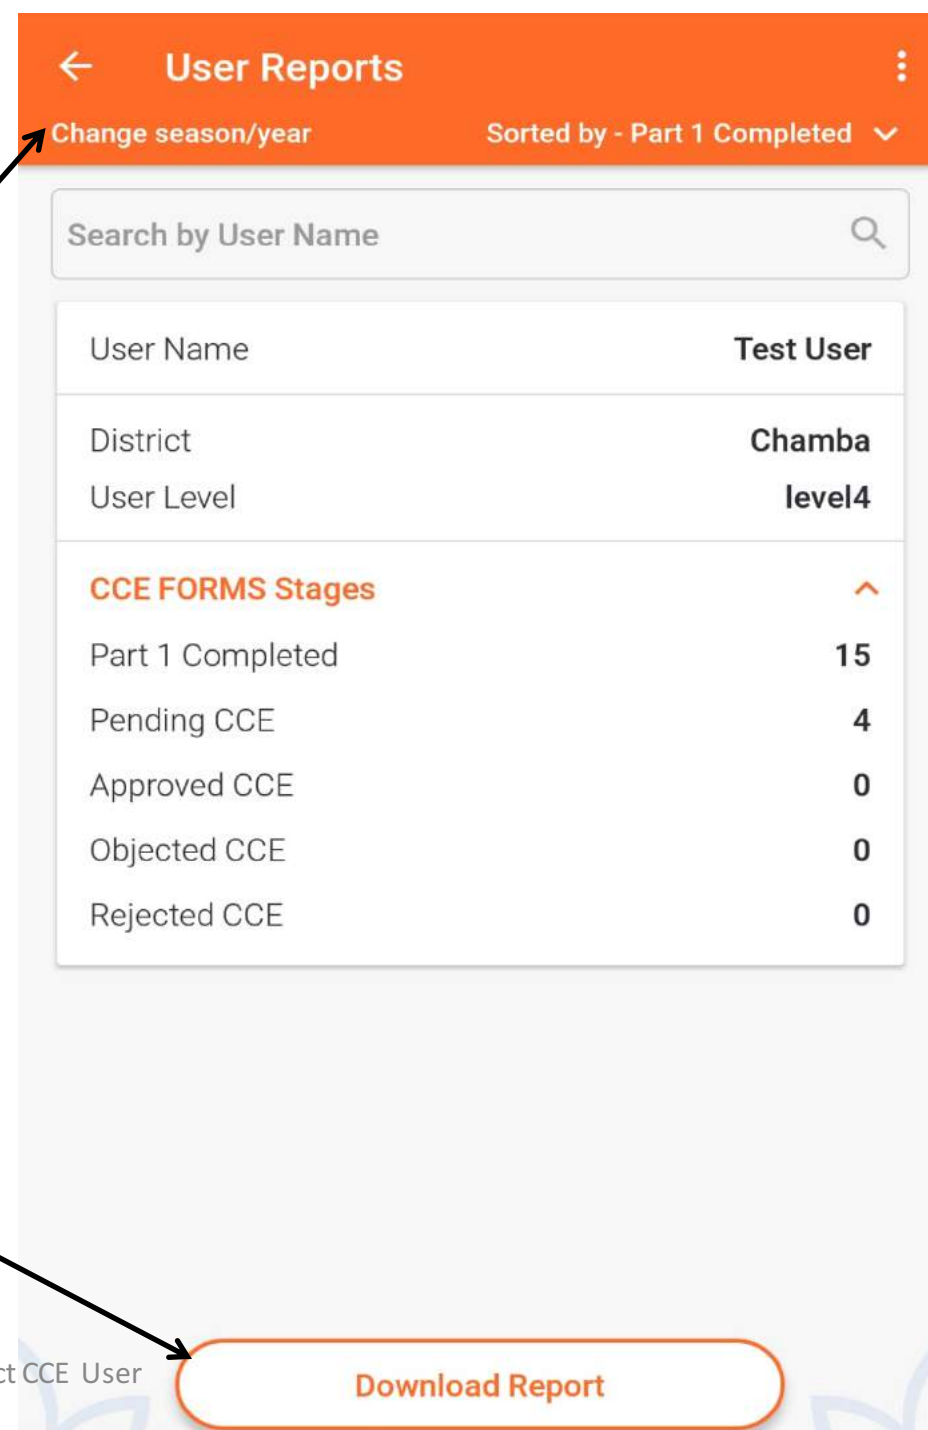 User Reports
Change season/year Sorted by - Part 1 Completed
Search by User Name
User Name Test User
District Chamba
User Level level4
CCE FORMS Stages
Part 1 Completed 15
Pending CCE 4
Approved CCE 0
Objected CCE 0
Rejected CCE 0
CCE User
Download Report